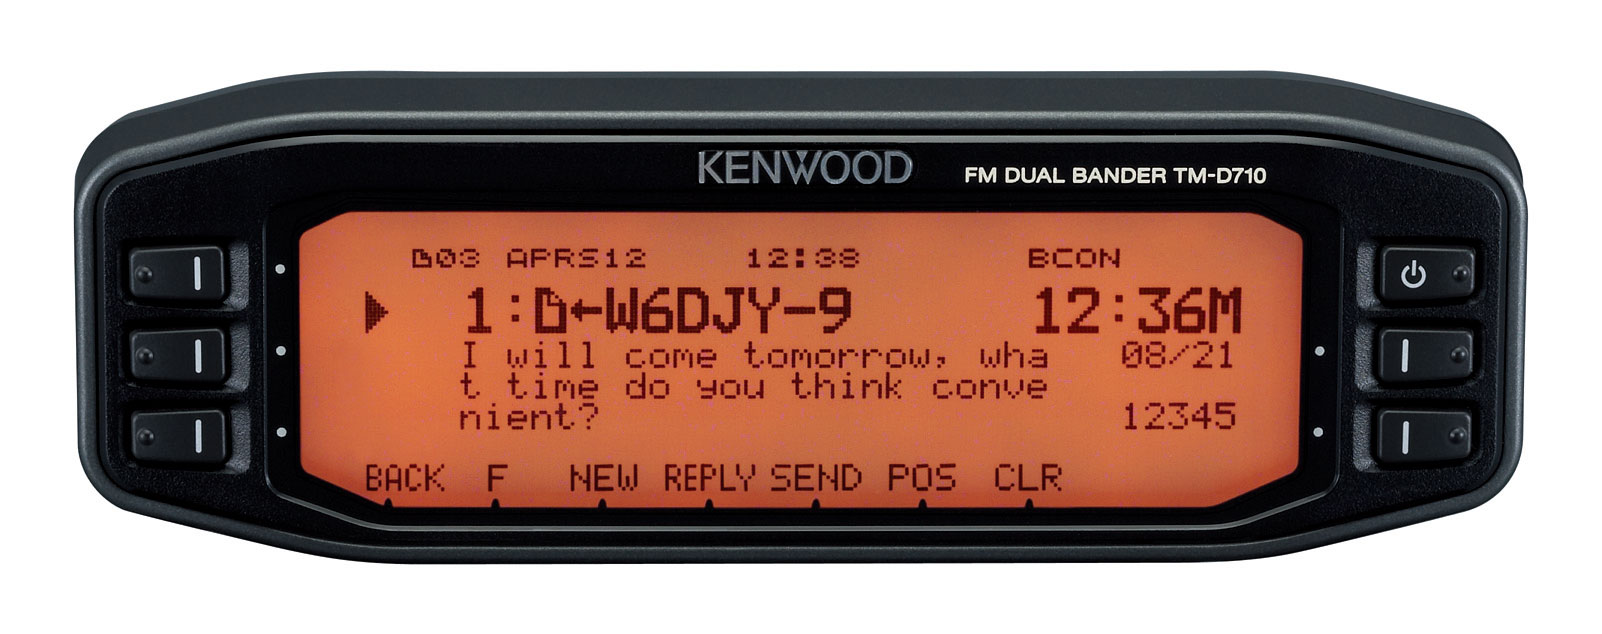 KENWOOD FM DUAL BANDER TM-D710
03 APRS12 12:38 BCON
1:←W6DJY-9 12:36M
I will come tomorrow, wha 08/21
t time do you think conve
nient? 12345
BACK F NEW REPLY SEND POS CLR